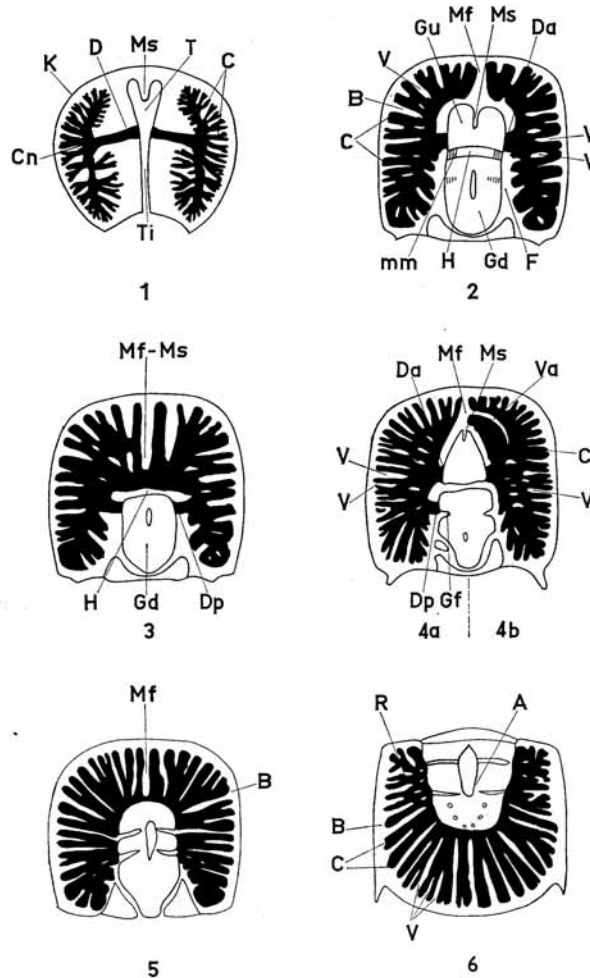 K D Ms T C
Cn
Ti
1
Gu Mf Ms Da
V
B
C
V
V
mm H Gd F
2
Mf-Ms
V
V
H Gd Dp
3
Da Mf Ms Va
C
V
Dp Gf
4a 4b
Mf
B
5
R A
B
C
V
6